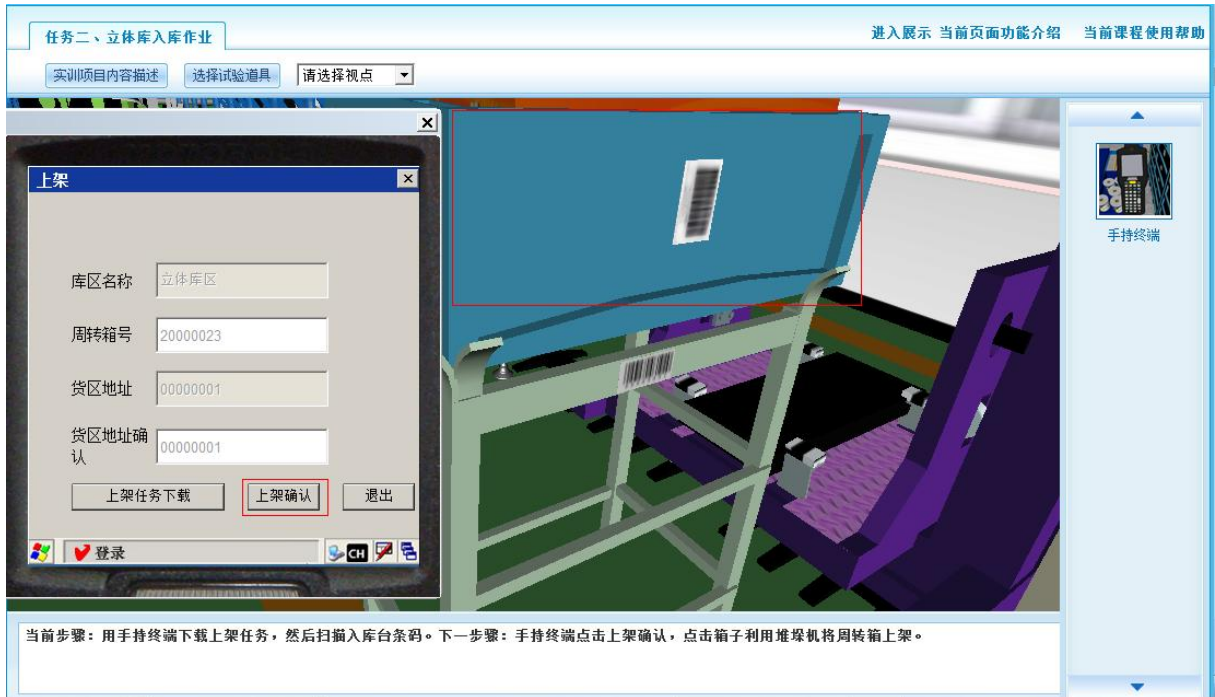 任务二、立体库入库作业
进入展示 当前页面功能介绍 当前课程使用帮助
实训项目内容描述 选择试验道具 请选择视点
上架
手持终端
库区名称 立体库区
周转箱号 20000023
货区地址 00000001
货区地址确
认 00000001
上架任务下载 上架确认 退出
登录 CH
当前步骤：用手持终端下载上架任务，然后扫描入库台条码。下一步骤：手持终端点击上架确认，点击箱子利用堆垛机将周转箱上架。